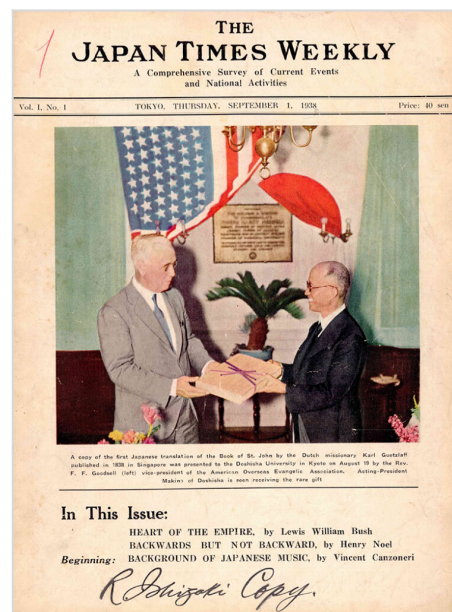 1
THE
JAPAN TIMES WEEKLY
A Comprehensive Survey of Current Events
and National Activities
Vol. I, No. 1 TOKYO, THURSDAY, SEPTEMBER 1, 1938 Price: 40 sen
A copy of the first Japanese translation of the Book of St. John by the Dutch missionary Karl Guetzlaff
published in 1838 in Singapore was presented to the Doshisha University in Kyoto on August 19 by the Rev.
F. F. Goodsell (left) vice-president of the American Overseas Evangelic Association. Acting-President
Makino of Doshisha is seen receiving the rare gift
In This Issue:
HEART OF THE EMPIRE, by Lewis William Bush
BACKWARDS BUT NOT BACKWARD, by Henry Noel
Beginning: BACKGROUND OF JAPANESE MUSIC, by Vincent Canzoneri
R. Ishizaki Copy.